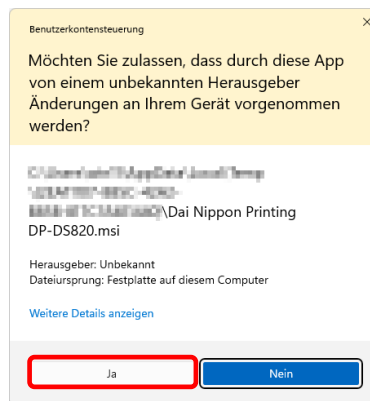 Benutzerkontensteuerung
Möchten Sie zulassen, dass durch diese App
von einem unbekannten Herausgeber
Änderungen an Ihrem Gerät vorgenommen
werden?
\Dai Nippon Printing
DP-DS820.msi
Herausgeber: Unbekannt
Dateiursprung: Festplatte auf diesem Computer
Weitere Details anzeigen
Ja
Nein